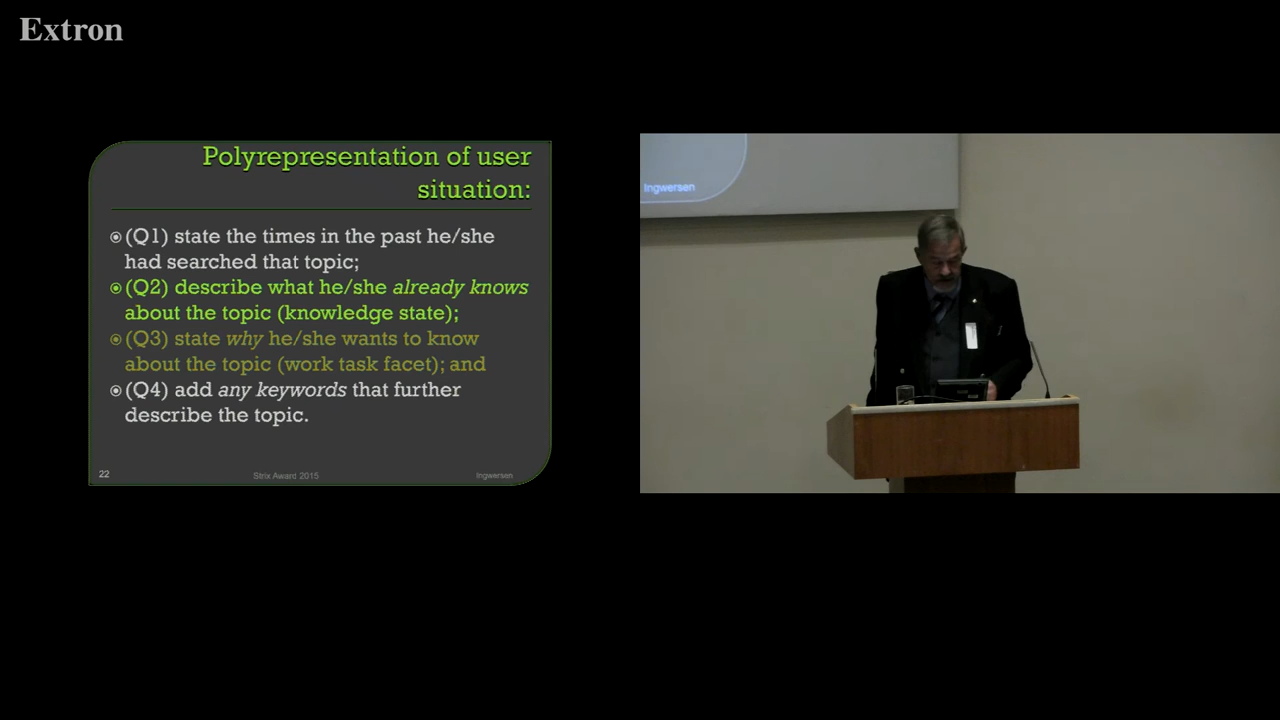 Extron
Polyrepresentation of user
situation:
(Q1) state the times in the past he/she
had searched that topic;
(Q2) describe what he/she already knows
about the topic (knowledge state);
(Q3) state why he/she wants to know
about the topic (work task facet); and
(Q4) add any keywords that further
describe the topic.
22
Strix Award 2015
Ingwersen
Ingwersen